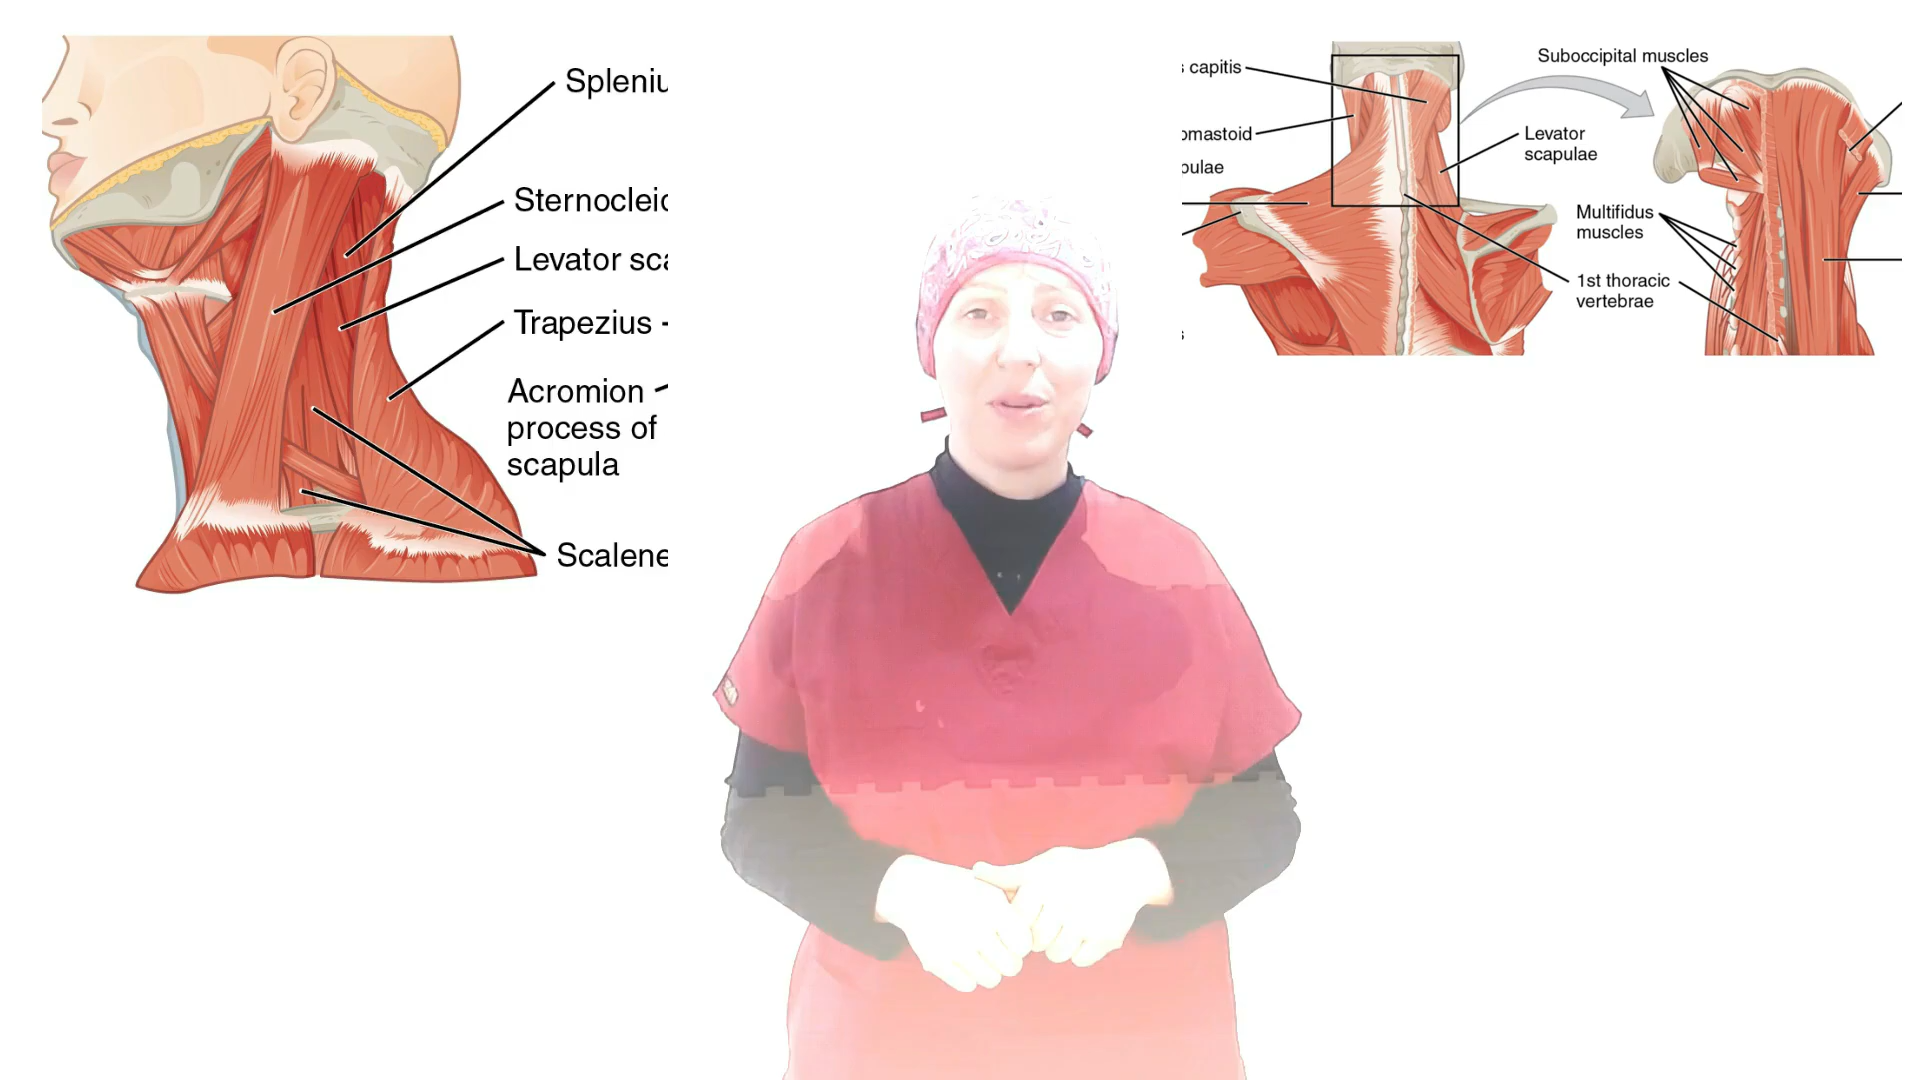 Spleniu
Sternocleid
Levator sca
Trapezius
Acromion
process of
scapula
Scalene
s capitis
omastoid
pulae
Suboccipital muscles
Levator
scapulae
Multifidus
muscles
1st thoracic
vertebrae